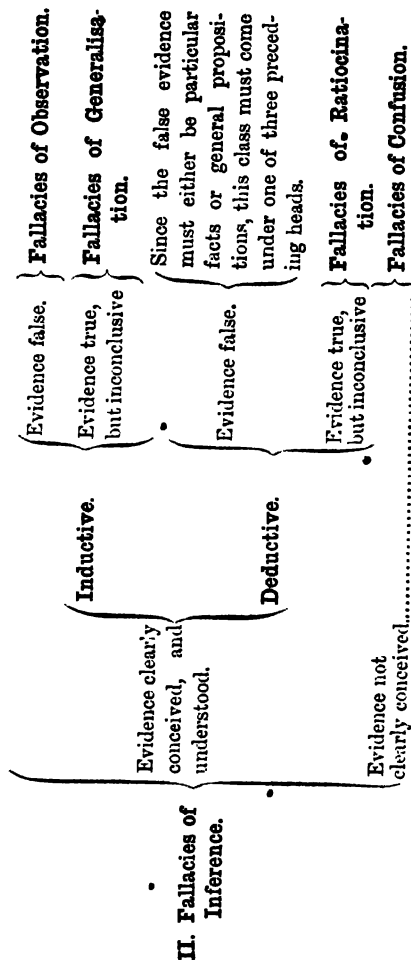 II. Fallacies of
Inference.
Evidence clearly
conceived, and
understood.
Inductive.
Evidence false.
Fallacies of Observation.
Evidence true,
but inconclusive
Fallacies of Generalisa-
tion.
Deductive.
Evidence false.
Since the false evidence
must either be particular
facts or general proposi-
tions, this class must come
under one of three preced-
ing heads.
Evidence true,
but inconclusive
Fallacies of Ratiocina-
tion.
Evidence not
clearly conceived
Fallacies of Confusion.